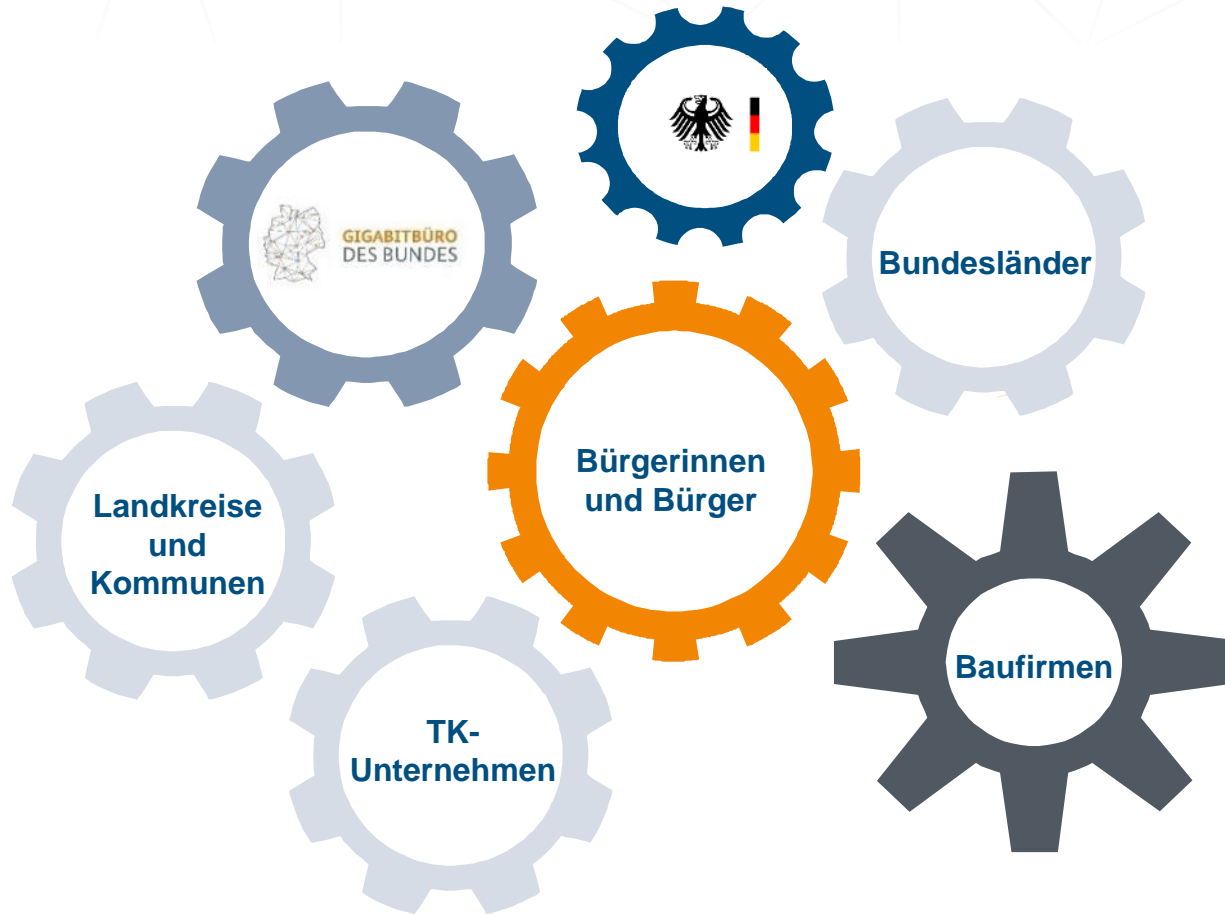 GIGABITBÜRO
DES BUNDES
Bundesländer
Bürgerinnen
und Bürger
Landkreise
und
Kommunen
Baufirmen
TK-
Unternehmen